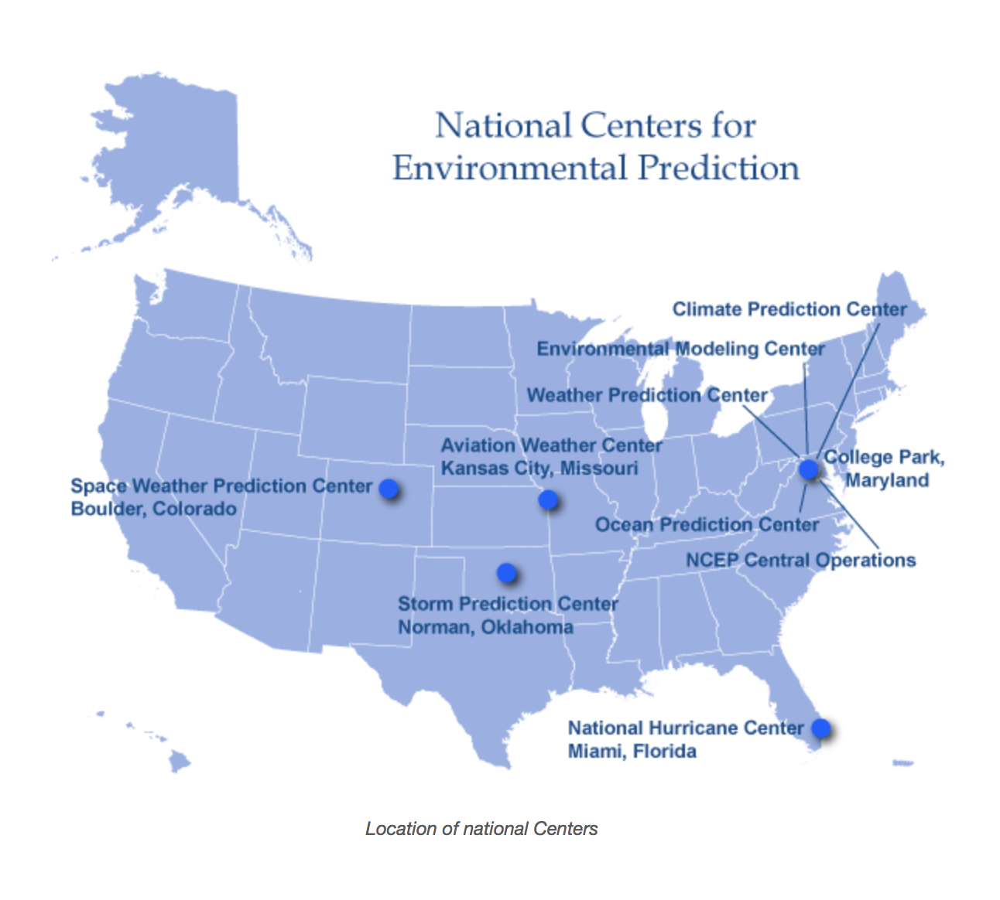 National Centers for
Environmental Prediction
Climate Prediction Center
Environmental Modeling Center
Weather Prediction Center
Aviation Weather Center
Kansas City, Missouri
College Park,
Maryland
Space Weather Prediction Center
Boulder, Colorado
Ocean Prediction Center
NCEP Central Operations
Storm Prediction Center
Norman, Oklahoma
National Hurricane Center
Miami, Florida
Location of national Centers